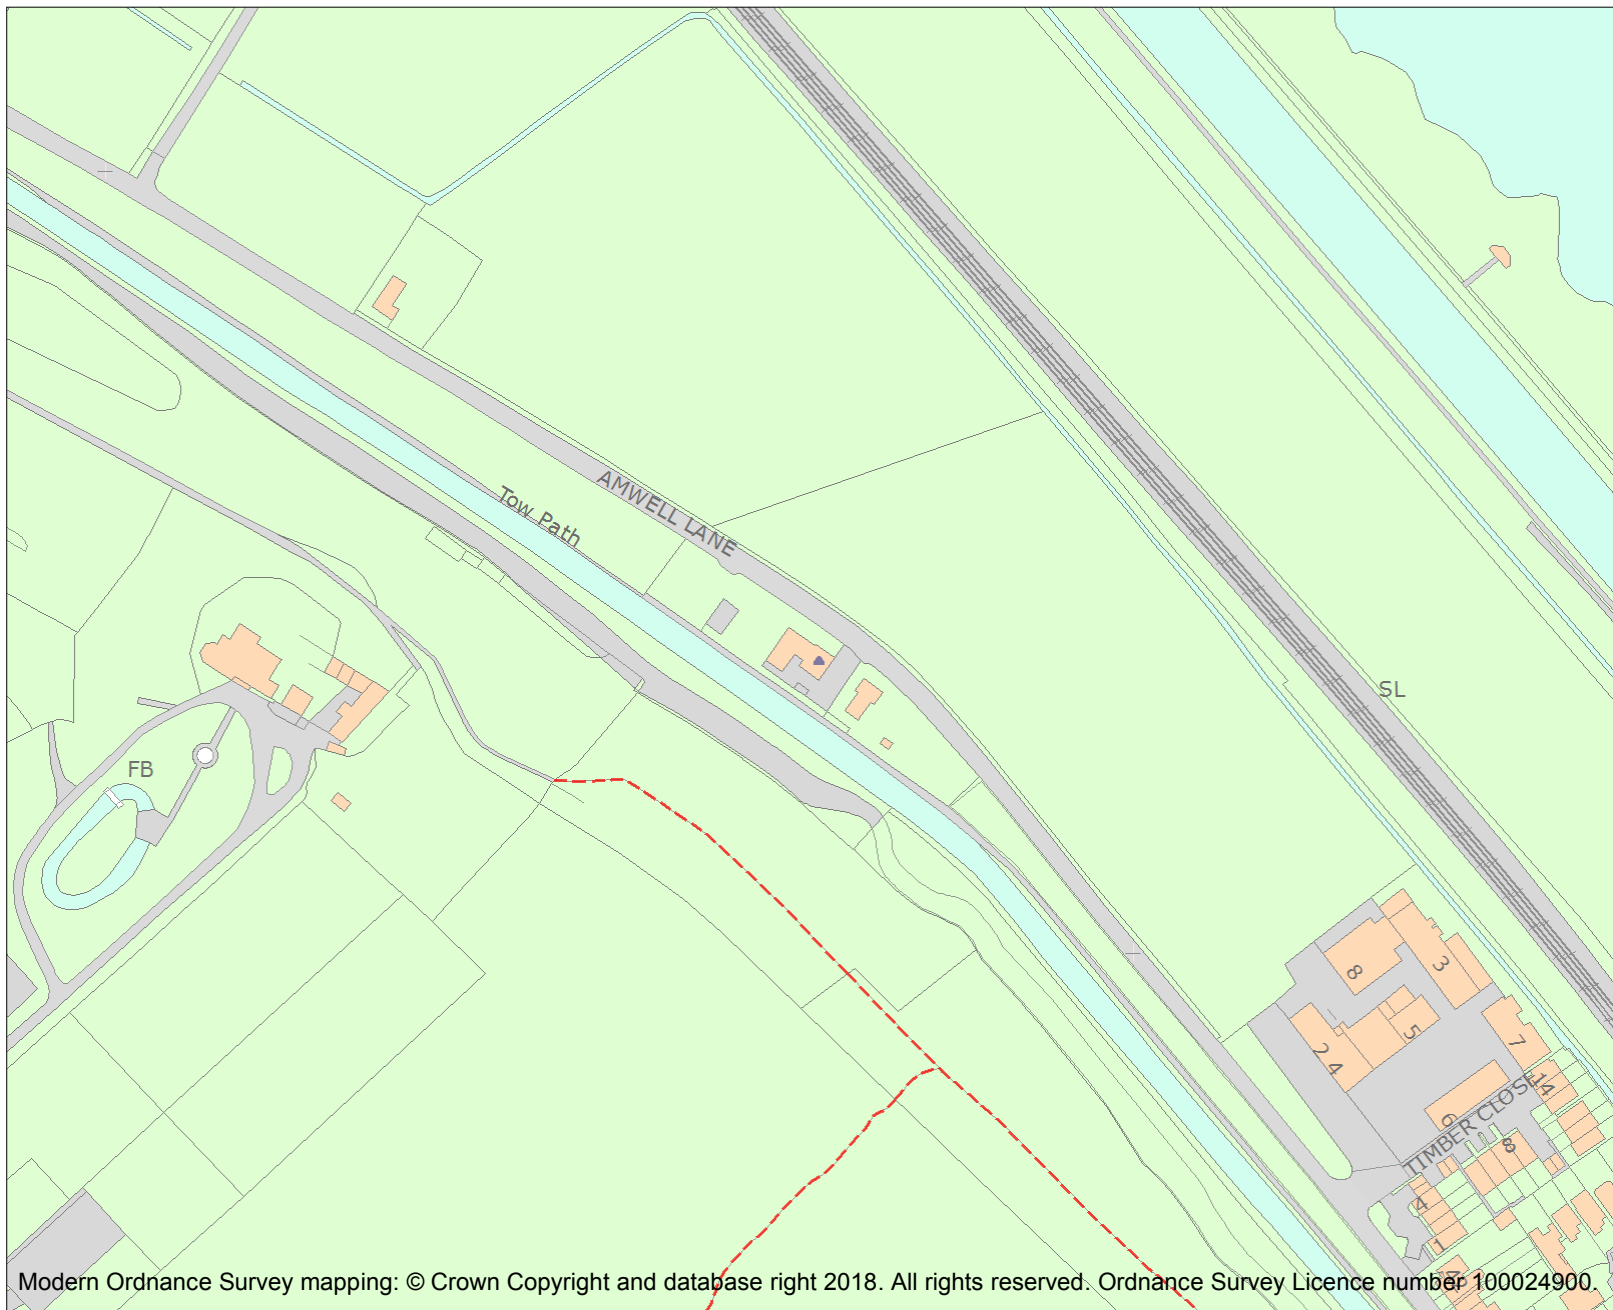 AMWELL LANE
Tow Path
SL
FB
8
3
5
7
2 4
14
6
TIMBER CLOSE
8
4
1
Modern Ordnance Survey mapping: © Crown Copyright and database right 2018. All rights reserved. Ordnance Survey Licence number 100024900.